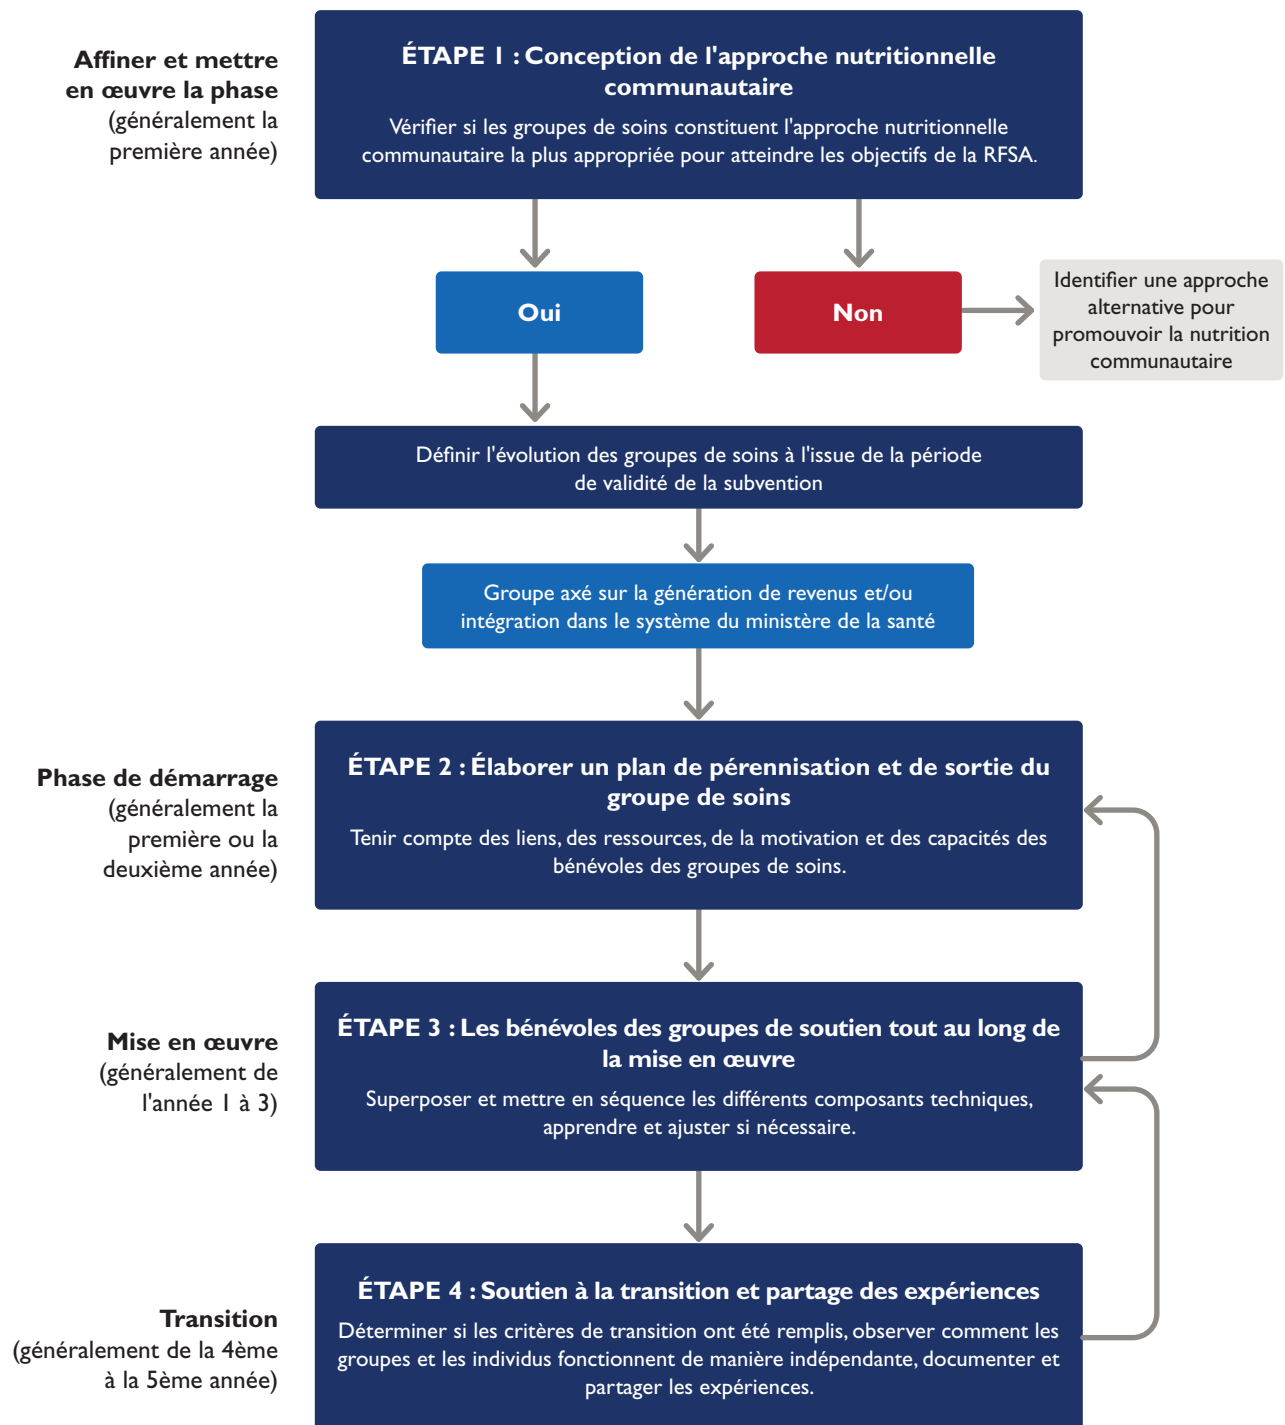 Affiner et mettre
en œuvre la phase
(généralement la
première année)
ÉTAPE 1 : Conception de l'approche nutritionnelle
communautaire
Vérifier si les groupes de soins constituent l'approche nutritionnelle
communautaire la plus appropriée pour atteindre les objectifs de la RFSA.
Oui
Non
Identifier une approche
alternative pour
promouvoir la nutrition
communautaire
Définir l'évolution des groupes de soins à l'issue de la période
de validité de la subvention
Groupe axé sur la génération de revenus et/ou
intégration dans le système du ministère de la santé
Phase de démarrage
(généralement la
première ou la
deuxième année)
ÉTAPE 2 : Élaborer un plan de pérennisation et de sortie du
groupe de soins
Tenir compte des liens, des ressources, de la motivation et des capacités des
bénévoles des groupes de soins.
Mise en œuvre
(généralement de
l'année 1 à 3)
ÉTAPE 3 : Les bénévoles des groupes de soutien tout au long de
la mise en œuvre
Superposer et mettre en séquence les différents composants techniques,
apprendre et ajuster si nécessaire.
Transition
(généralement de la 4ème
à la 5ème année)
ÉTAPE 4 : Soutien à la transition et partage des expériences
Déterminer si les critères de transition ont été remplis, observer comment les
groupes et les individus fonctionnent de manière indépendante, documenter et
partager les expériences.